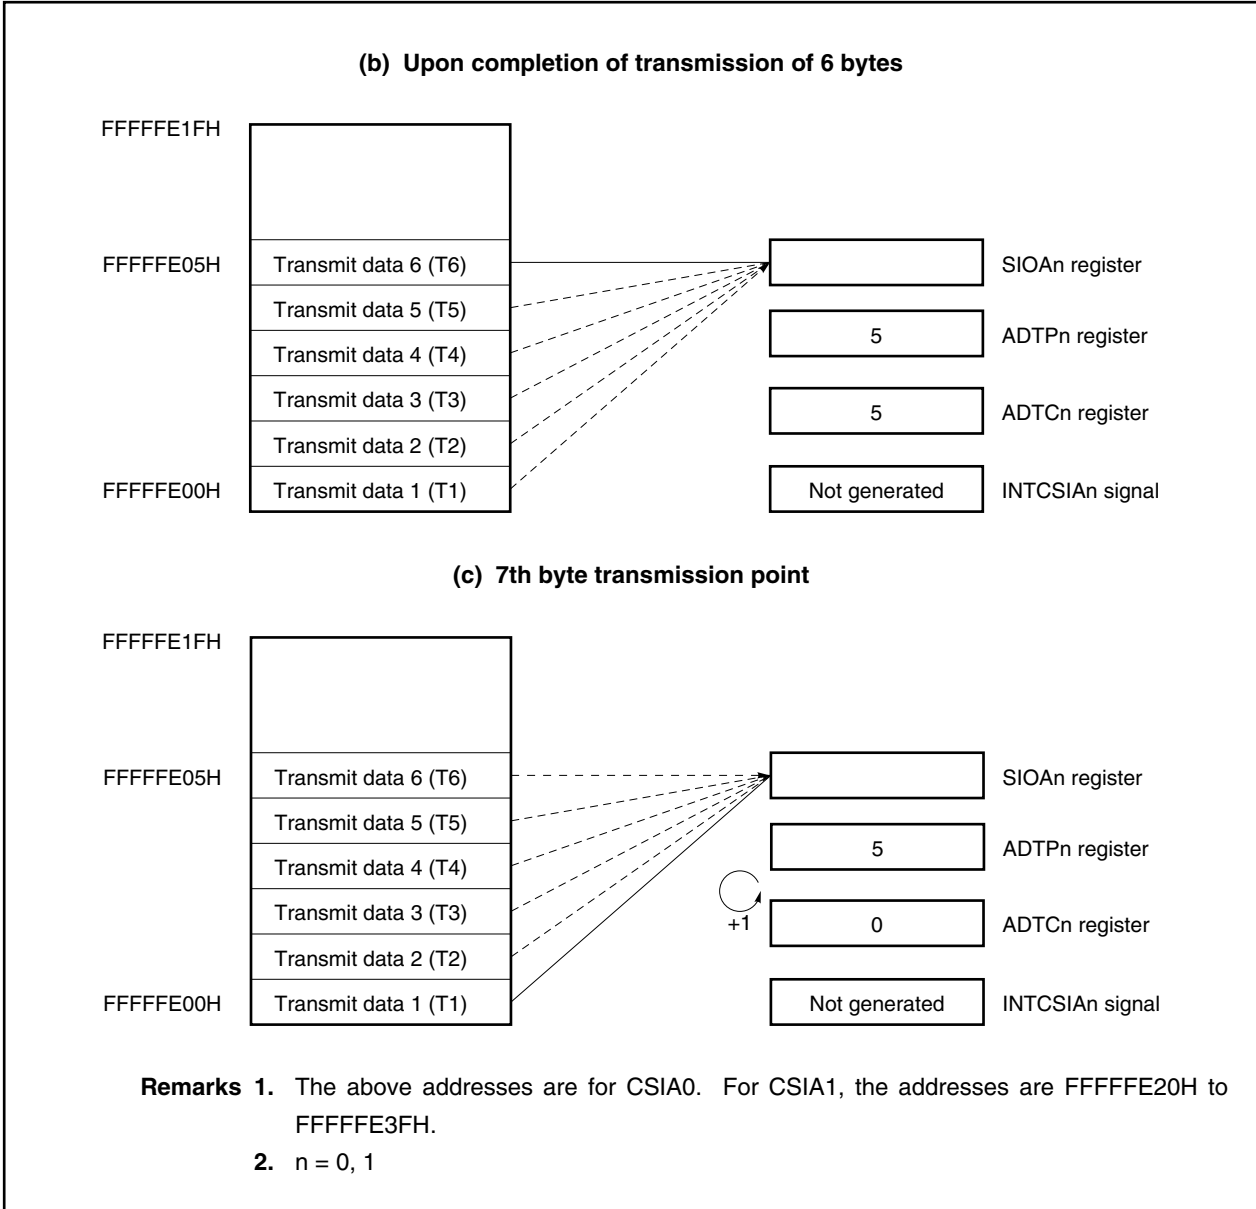 (b) Upon completion of transmission of 6 bytes
FFFFFE1FH
FFFFFE05H
Transmit data 6 (T6)
SIOAn register
Transmit data 5 (T5)
5
ADTPn register
Transmit data 4 (T4)
Transmit data 3 (T3)
5
ADTCn register
Transmit data 2 (T2)
FFFFFE00H
Transmit data 1 (T1)
Not generated
INTCSIAn signal
(c) 7th byte transmission point
FFFFFE1FH
FFFFFE05H
Transmit data 6 (T6)
SIOAn register
Transmit data 5 (T5)
5
ADTPn register
Transmit data 4 (T4)
Transmit data 3 (T3)
+1
0
ADTCn register
Transmit data 2 (T2)
FFFFFE00H
Transmit data 1 (T1)
Not generated
INTCSIAn signal
Remarks 1. The above addresses are for CSIA0. For CSIA1, the addresses are FFFFFE20H to
FFFFFE3FH.
2. n = 0, 1